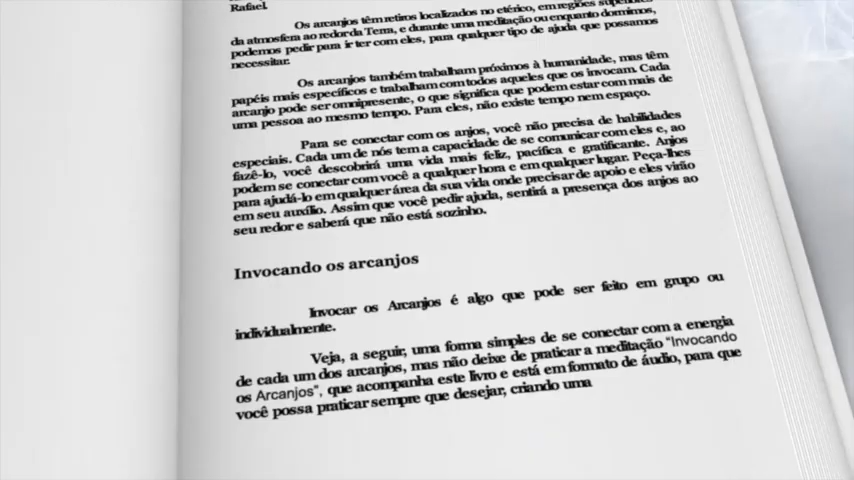 Rafael.
Os arcanjos têm retiros localizados no etérico, em regiões superiores
da atmosfera ao redor da Terra, e durante uma meditação ou enquanto dormimos,
podemos pedir para ir ter com eles, para qualquer tipo de ajuda que possamos
necessitar.
Os arcanjos também trabalham próximos à humanidade, mas têm
papéis mais específicos e trabalham com todos aqueles que os invocam. Cada
arcanjo pode ser omnipresente, o que significa que podem estar com mais de
uma pessoa ao mesmo tempo. Para eles, não existe tempo nem espaço.
Para se conectar com os anjos, você não precisa de habilidades
especiais. Cada um de nós tem a capacidade de se comunicar com eles e, ao
fazê-lo, você descobrirá uma vida mais feliz, pacífica e gratificante. Anjos
podem se conectar com você a qualquer hora e em qualquer lugar. Peça-lhes
para ajudá-lo em qualquer área da sua vida onde precisar de apoio e eles virão
em seu auxílio. Assim que você pedir ajuda, sentirá a presença dos anjos ao
seu redor e saberá que não está sozinho.
Invocando os arcanjos
Invocar os Arcanjos é algo que pode ser feito em grupo ou
individualmente.
Veja, a seguir, uma forma simples de se conectar com a energia
de cada um dos arcanjos, mas não deixe de praticar a meditação “Invocando
os Arcanjos”, que acompanha este livro e está em formato de áudio, para que
você possa praticar sempre que desejar, criando uma